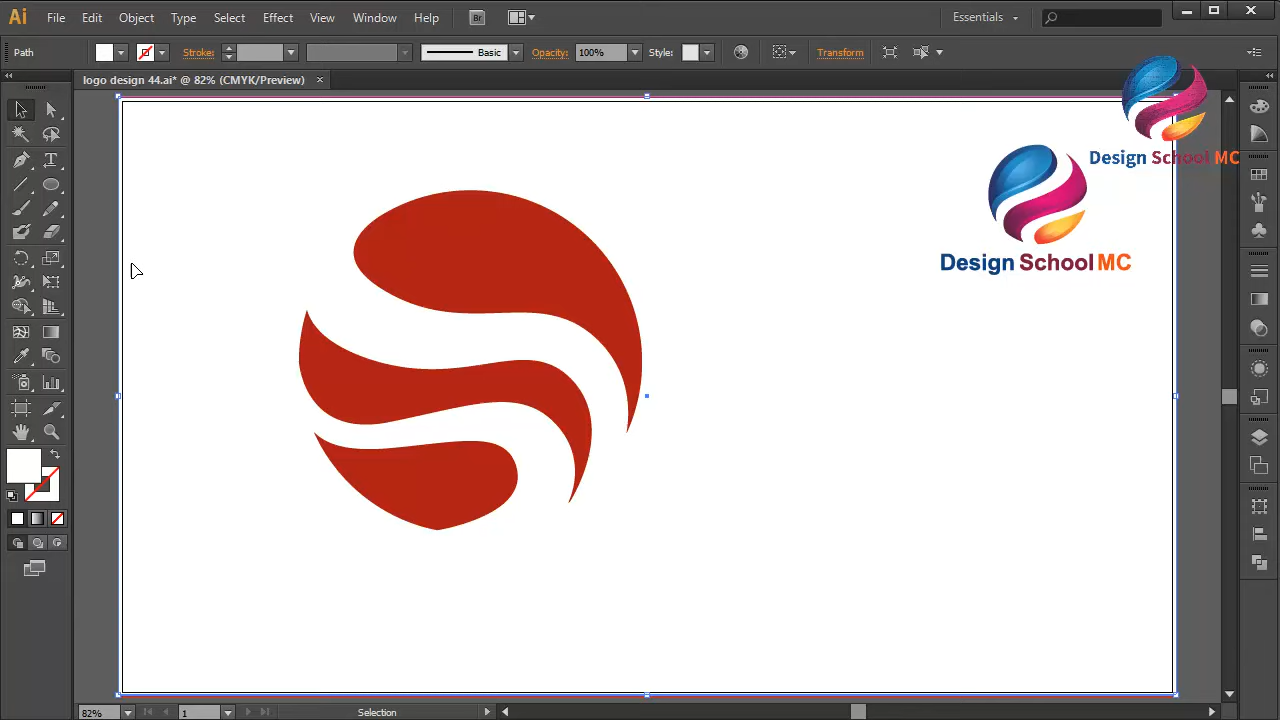 Ai File Edit Object Type Select Effect View Window Help Br Essentials
Path Stroke: Basic Opacity: 100% Style: Transform
logo design 44.ai* @ 82% (CMYK/Preview)
Design School MC
Design School MC
82% 1 Selection